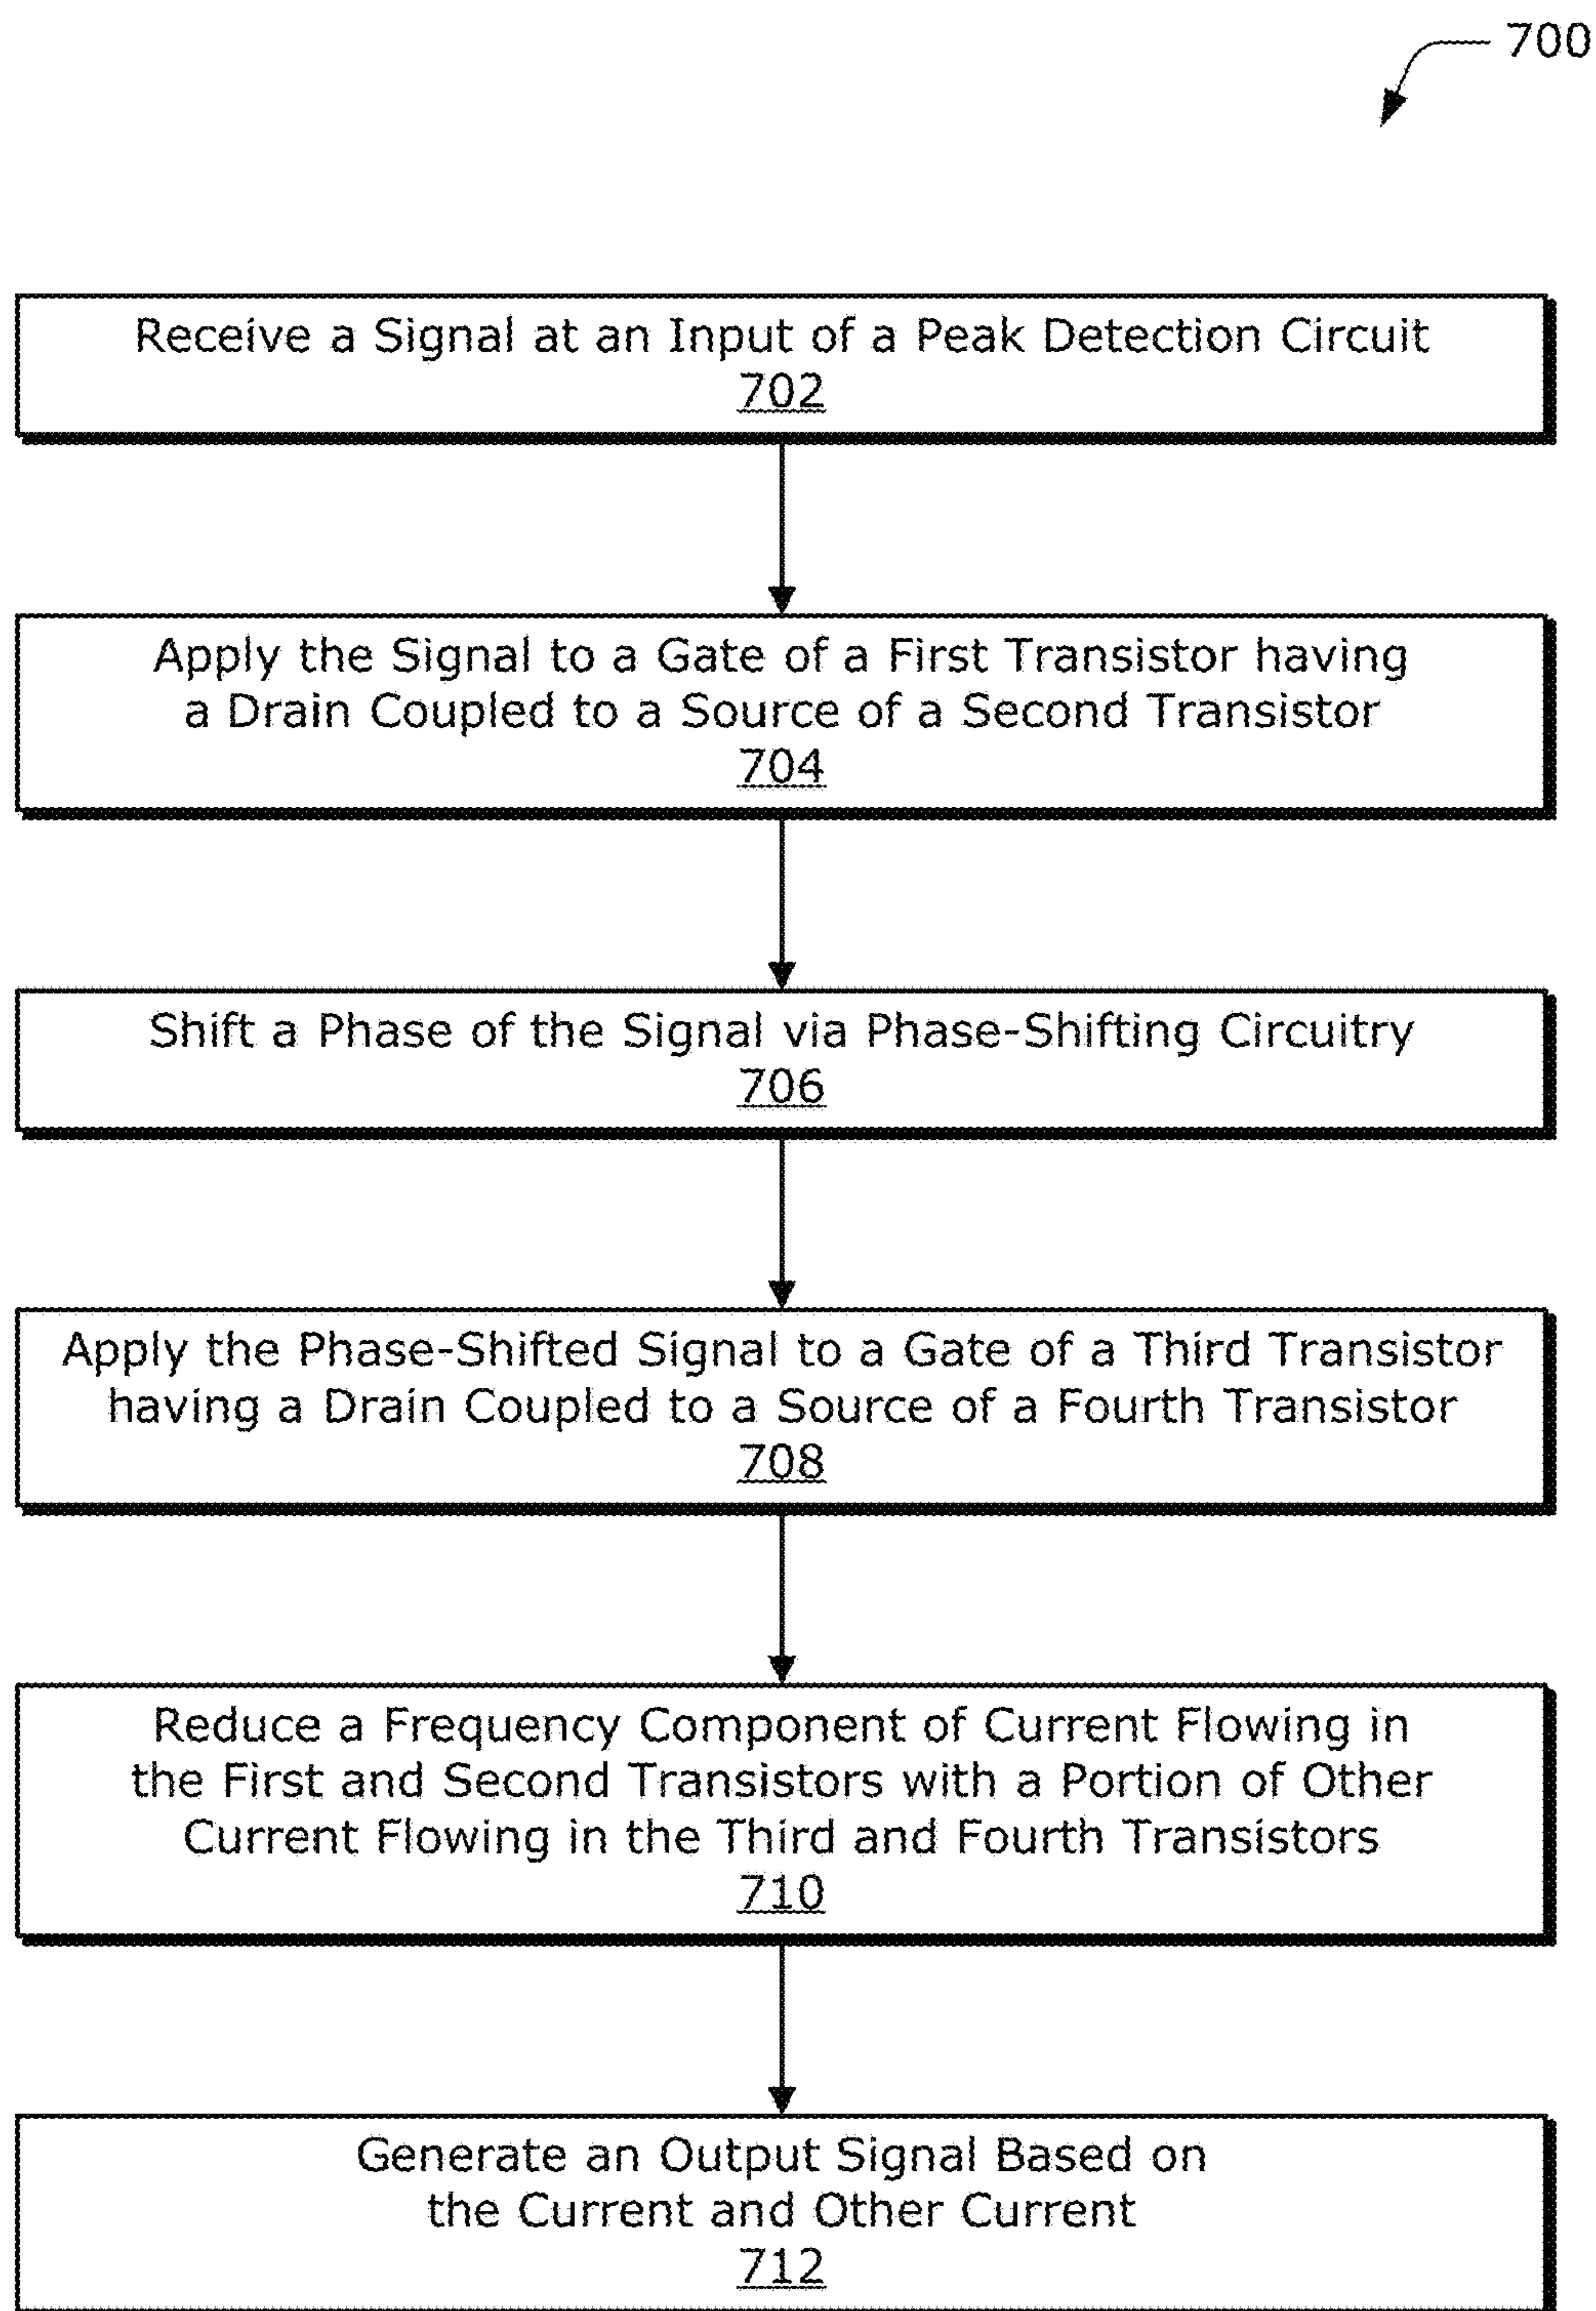 700
Receive a Signal at an Input of a Peak Detection Circuit
702
Apply the Signal to a Gate of a First Transistor having
a Drain Coupled to a Source of a Second Transistor
704
Shift a Phase of the Signal via Phase-Shifting Circuitry
706
Apply the Phase-Shifted Signal to a Gate of a Third Transistor
having a Drain Coupled to a Source of a Fourth Transistor
708
Reduce a Frequency Component of Current Flowing in
the First and Second Transistors with a Portion of Other
Current Flowing in the Third and Fourth Transistors
710
Generate an Output Signal Based on
the Current and Other Current
712